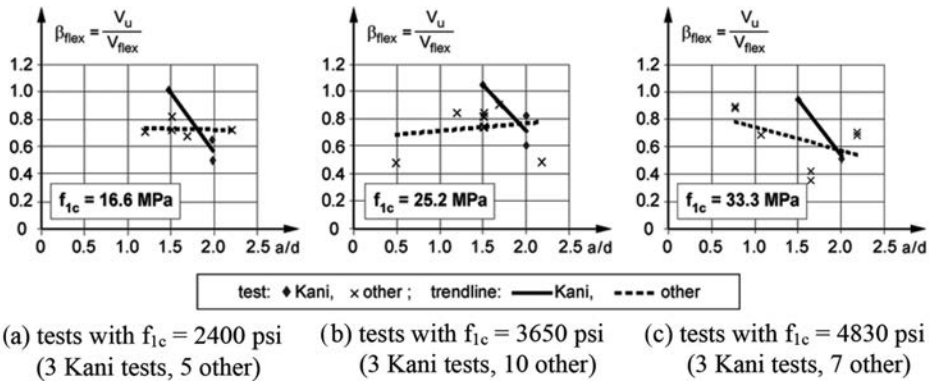 β_flex = V_u / V_flex
1.2
1.0
0.8
0.6
0.4
0.2
0
f_1c = 16.6 MPa
0 0.5 1.0 1.5 2.0 a/d 2.5
β_flex = V_u / V_flex
1.2
1.0
0.8
0.6
0.4
0.2
0
f_1c = 25.2 MPa
0 0.5 1.0 1.5 2.0 a/d 2.5
β_flex = V_u / V_flex
1.2
1.0
0.8
0.6
0.4
0.2
0
f_1c = 33.3 MPa
0 0.5 1.0 1.5 2.0 a/d 2.5
test: ♦ Kani, × other ; trendline: Kani, other
(a) tests with f_1c = 2400 psi
(3 Kani tests, 5 other)
(b) tests with f_1c = 3650 psi
(3 Kani tests, 10 other)
(c) tests with f_1c = 4830 psi
(3 Kani tests, 7 other)